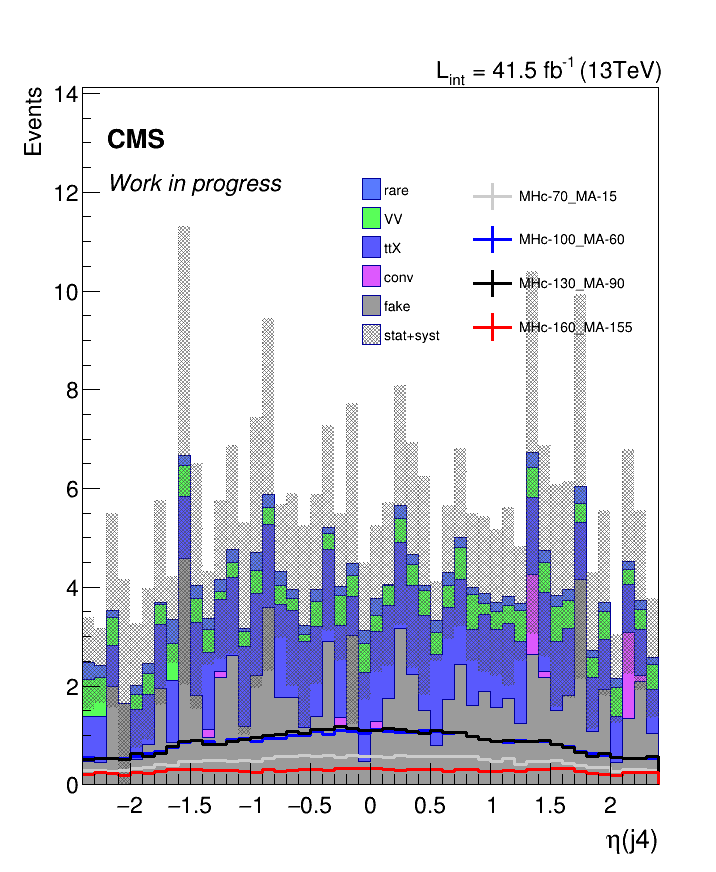 L_int = 41.5 fb⁻¹ (13TeV)
Events
14
12
10
8
6
4
2
0
CMS
Work in progress
rare
VV
ttX
conv
fake
stat+syst
MHc-70_MA-15
MHc-100_MA-60
MHc-130_MA-90
MHc-160_MA-155
−2 −1.5 −1 −0.5 0 0.5 1 1.5 2
η(j4)